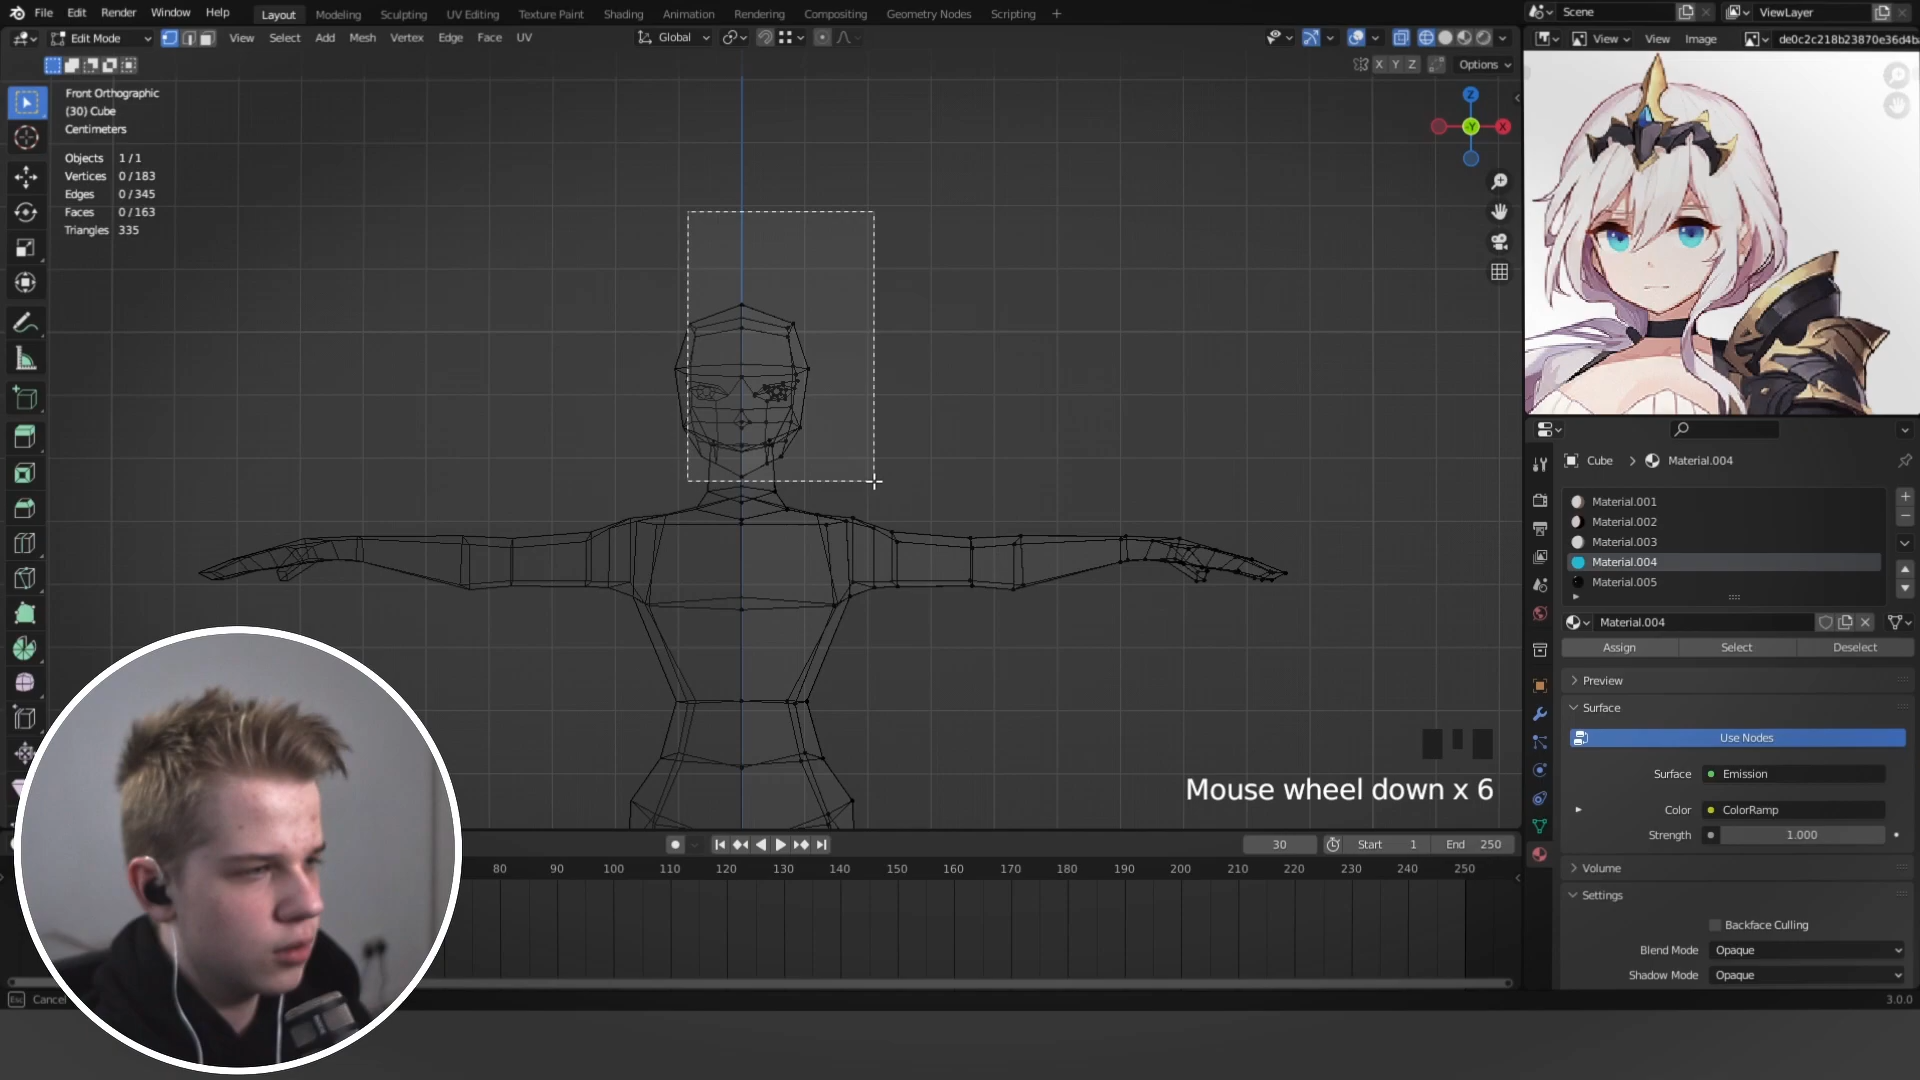 File Edit Render Window Help Layout Modeling Sculpting UV Editing Texture Paint Shading Animation Rendering Compositing Geometry Nodes Scripting + Scene ViewLayer
Edit Mode View Select Add Mesh Vertex Edge Face UV Global View View Image de0c2c218b23870e36d4b
X Y Z Options
Front Orthographic
(30) Cube
Centimeters
Objects 1 / 1
Vertices 0 / 183
Edges 0 / 345
Faces 0 / 163
Triangles 335
Z
-Y
X
Cube > Material.004
Material.001
Material.002
Material.003
Material.004
Material.005
Material.004
Assign Select Deselect
Preview
Surface
Use Nodes
Surface Emission
Color ColorRamp
Strength 1.000
Volume
Settings
Backface Culling
Blend Mode Opaque
Shadow Mode Opaque
Mouse wheel down x 6
30 Start 1 End 250
80 90 100 110 120 130 140 150 160 170 180 190 200 210 220 230 240 250
Esc Cancel
3.0.0